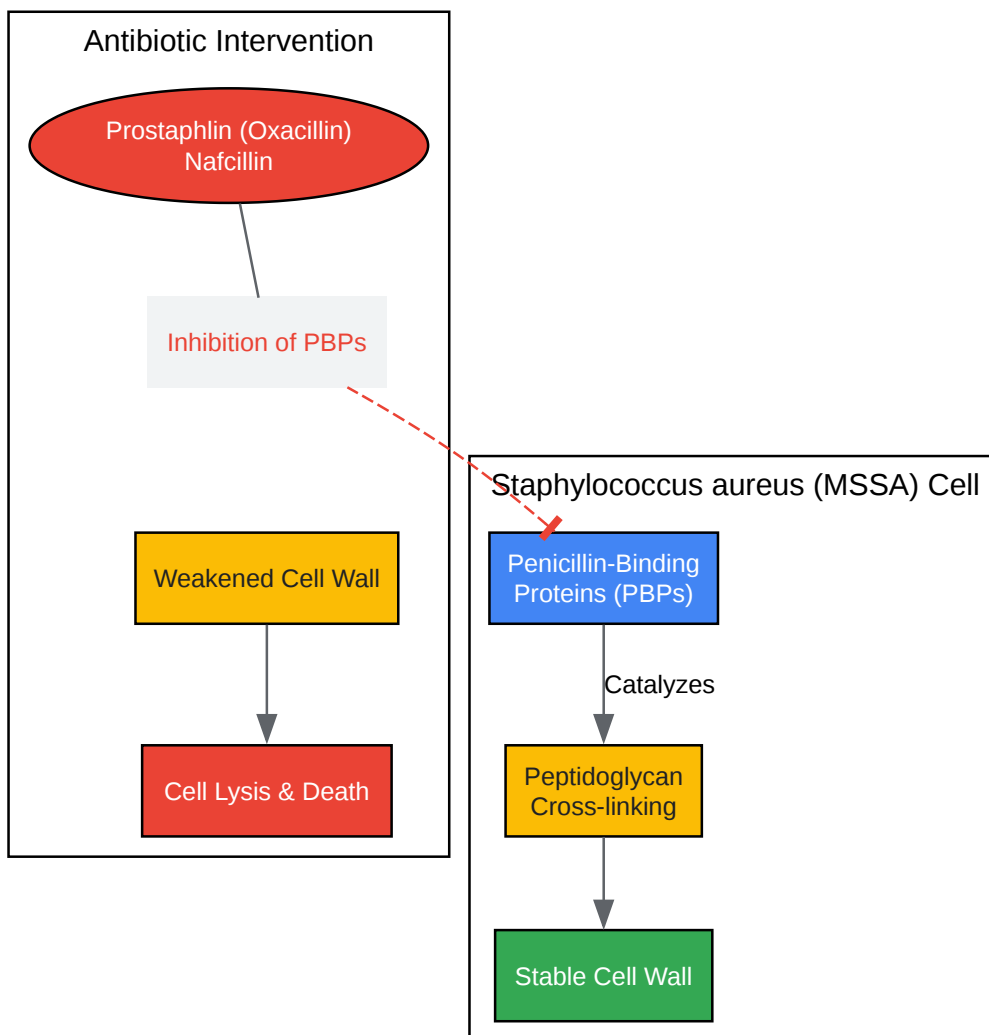 Antibiotic Intervention
Prostaphlin (Oxacillin)
Nafcillin
Inhibition of PBPs
Weakened Cell Wall
Cell Lysis & Death
Staphylococcus aureus (MSSA) Cell
Penicillin-Binding
Proteins (PBPs)
Catalyzes
Peptidoglycan
Cross-linking
Stable Cell Wall